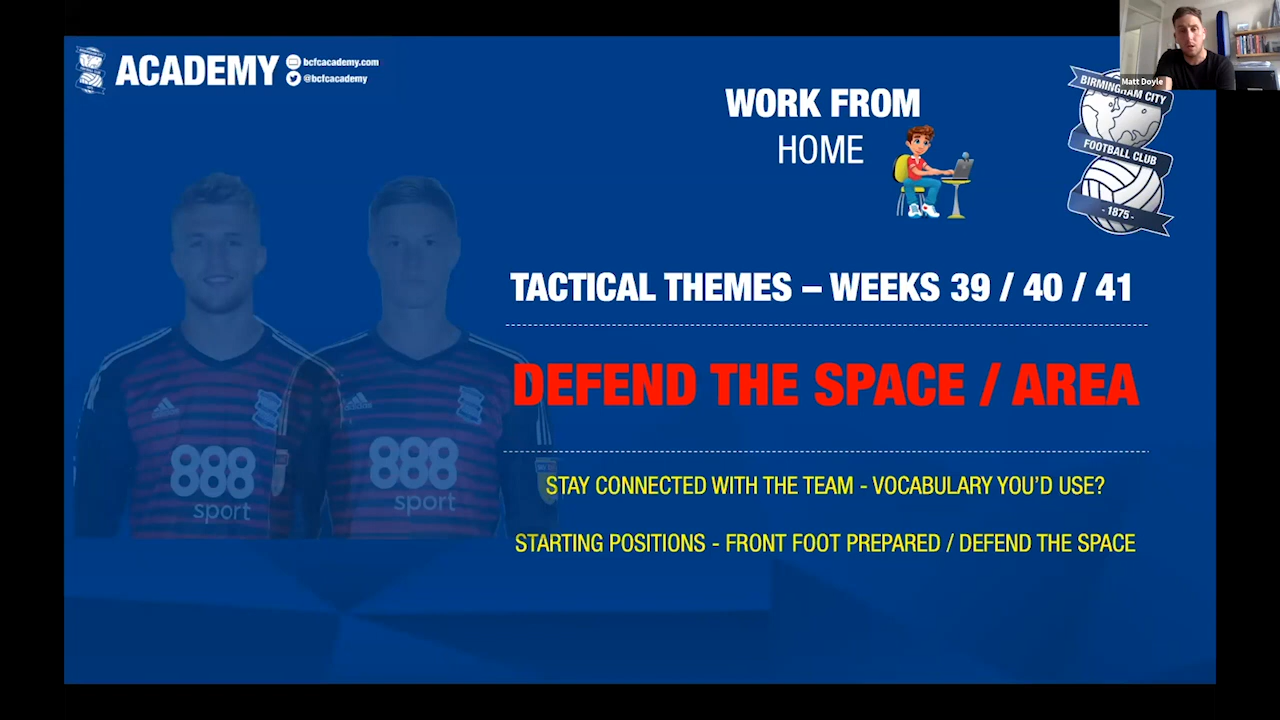 ACADEMY
bcfcacademy.com
@bcfcacademy
Matt Doyle
WORK FROM
HOME
BIRMINGHAM CITY
FOOTBALL CLUB
- 1875 -
TACTICAL THEMES – WEEKS 39 / 40 / 41
DEFEND THE SPACE / AREA
STAY CONNECTED WITH THE TEAM - VOCABULARY YOU'D USE?
STARTING POSITIONS - FRONT FOOT PREPARED / DEFEND THE SPACE
888
sport
888
sport